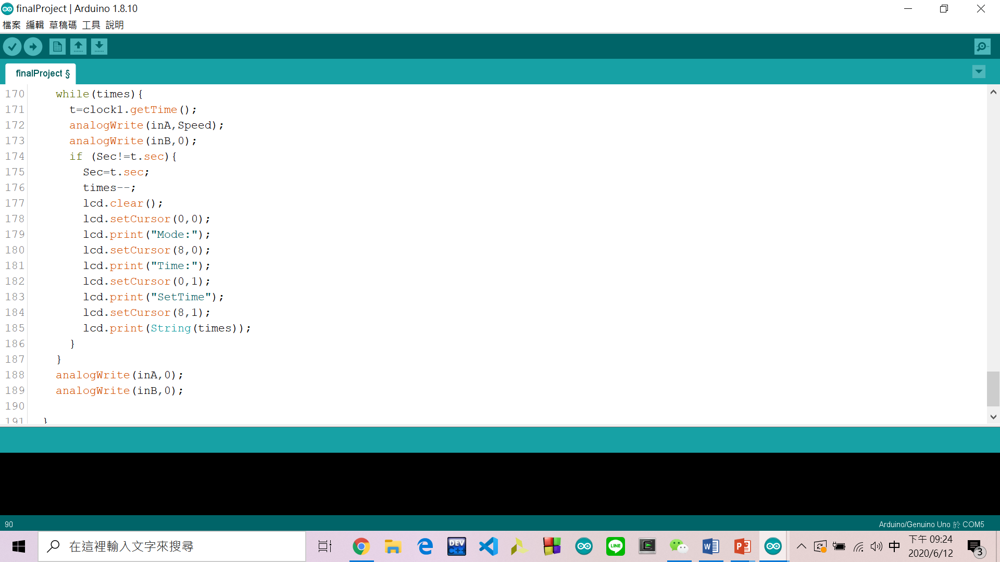 finalProject | Arduino 1.8.10
檔案 編輯 草稿碼 工具 說明
finalProject §
170 while(times){
171 t=clock1.getTime();
172 analogWrite(inA,Speed);
173 analogWrite(inB,0);
174 if (Sec!=t.sec){
175 Sec=t.sec;
176 times--;
177 lcd.clear();
178 lcd.setCursor(0,0);
179 lcd.print("Mode:");
180 lcd.setCursor(8,0);
181 lcd.print("Time:");
182 lcd.setCursor(0,1);
183 lcd.print("SetTime");
184 lcd.setCursor(8,1);
185 lcd.print(String(times));
186 }
187 }
188 analogWrite(inA,0);
189 analogWrite(inB,0);
190
191 }
90
Arduino/Genuino Uno 於 COM5
在這裡輸入文字來搜尋
DEV C++
LINE
中
下午 09:24
2020/6/12
3